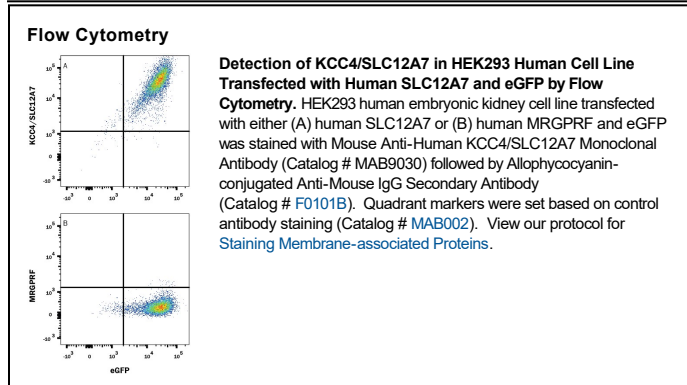 Flow Cytometry
Detection of KCC4/SLC12A7 in HEK293 Human Cell Line
Transfected with Human SLC12A7 and eGFP by Flow
Cytometry. HEK293 human embryonic kidney cell line transfected
with either (A) human SLC12A7 or (B) human MRGPRF and eGFP
was stained with Mouse Anti-Human KCC4/SLC12A7 Monoclonal
Antibody (Catalog # MAB9030) followed by Allophycocyanin-
conjugated Anti-Mouse IgG Secondary Antibody
(Catalog # F0101B). Quadrant markers were set based on control
antibody staining (Catalog # MAB002). View our protocol for
Staining Membrane-associated Proteins.
A
KCC4/SLC12A7
10^5
10^4
10^3
0
-10^3
-10^3 0 10^3 10^4 10^5
B
MRGPRF
10^5
10^4
10^3
0
-10^3
-10^3 0 10^3 10^4 10^5
eGFP